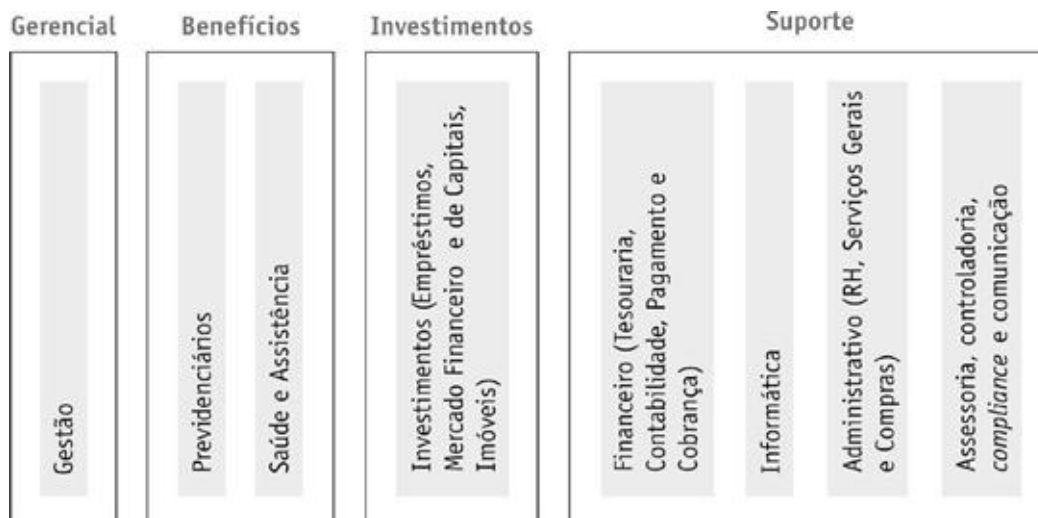 Gerencial
Benefícios
Investimentos
Suporte
Gestão
Previdenciários
Saúde e Assistência
Investimentos (Empréstimos,
Mercado Financeiro e de Capitais,
Imóveis)
Financeiro (Tesouraria,
Contabilidade, Pagamento e
Cobrança)
Informática
Administrativo (RH, Serviços Gerais
e Compras)
Assessoria, controladoria,
compliance e comunicação